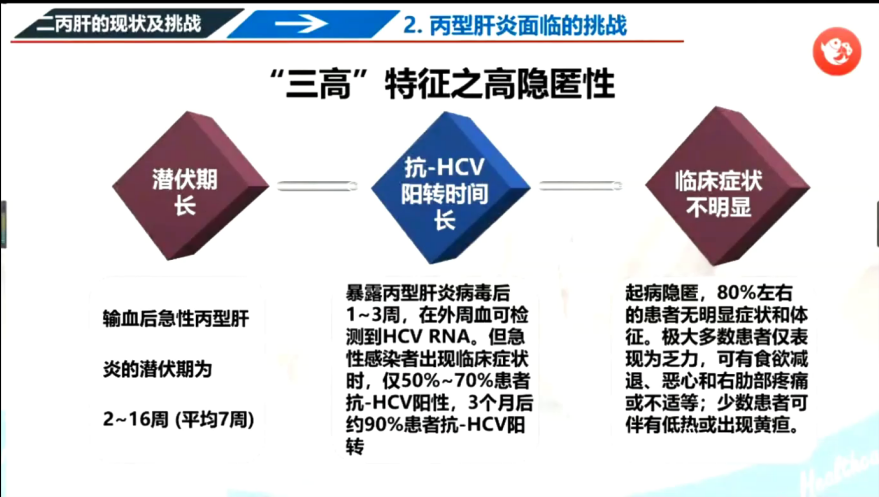 二丙肝的现状及挑战
2. 丙型肝炎面临的挑战
“三高”特征之高隐匿性
潜伏期
长
抗-HCV
阳转时间
长
临床症状
不明显
输血后急性丙型肝
炎的潜伏期为
2~16周 (平均7周)
暴露丙型肝炎病毒后
1~3周，在外周血可检
测到HCV RNA。但急
性感染者出现临床症状
时，仅50%~70%患者
抗-HCV阳性，3个月后
约90%患者抗-HCV阳
转
起病隐匿，80%左右
的患者无明显症状和体
征。极大多数患者仅表
现为乏力，可有食欲减
退、恶心和右肋部疼痛
或不适等；少数患者可
伴有低热或出现黄疸。
Healthcare